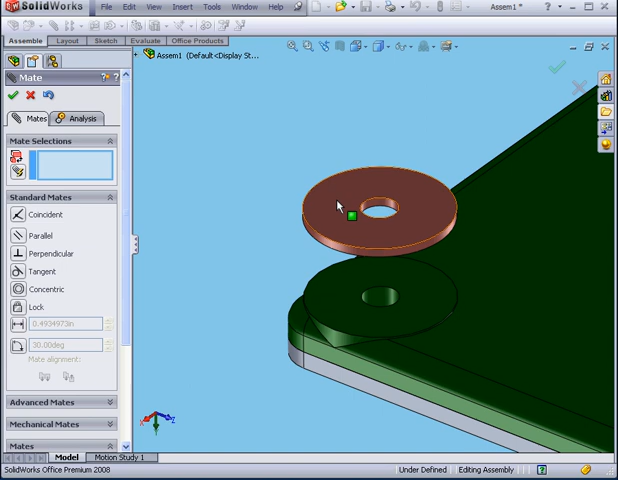 SolidWorks
File Edit View Insert Tools Window Help
Assem1 *
Assemble Layout Sketch Evaluate Office Products
Assem1 (Default<Display St...
Mate
Mates Analysis
Mate Selections
Standard Mates
Coincident
Parallel
Perpendicular
Tangent
Concentric
Lock
0.4934973in
30.00deg
Mate alignment:
Advanced Mates
Mechanical Mates
Mates
X
Z
Model Motion Study 1
SolidWorks Office Premium 2008
Under Defined Editing Assembly